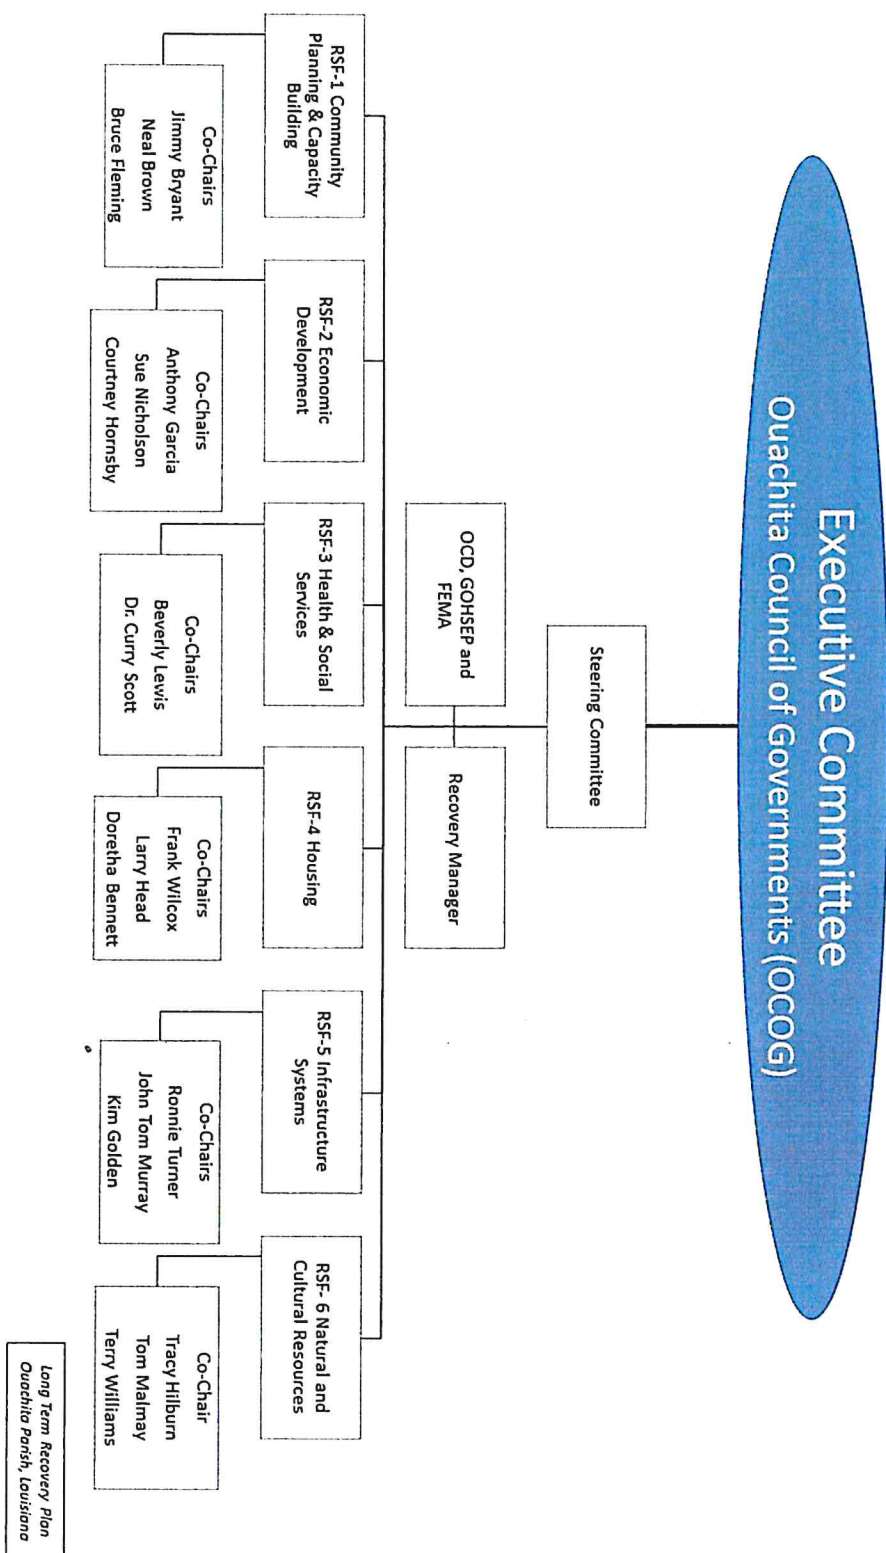 Executive Committee
Ouachita Council of Governments (OCOG)
Steering Committee
OCD, GOHSEP and
FEMA
Recovery Manager
RSF-1 Community
Planning & Capacity
Building
Co-Chairs
Jimmy Bryant
Neal Brown
Bruce Fleming
RSF-2 Economic
Development
Co-Chairs
Anthony Garcia
Sue Nicholson
Courtney Hornsby
RSF-3 Health & Social
Services
Co-Chairs
Beverly Lewis
Dr. Curry Scott
RSF-4 Housing
Co-Chairs
Frank Wilcox
Larry Head
Doretha Bennett
RSF-5 Infrastructure
Systems
Co-Chairs
Ronnie Turner
John Tom Murray
Kim Golden
RSF- 6 Natural and
Cultural Resources
Co-Chair
Tracy Hilburn
Tom Malmay
Terry Williams
Long Term Recovery Plan
Ouachita Parish, Louisiana